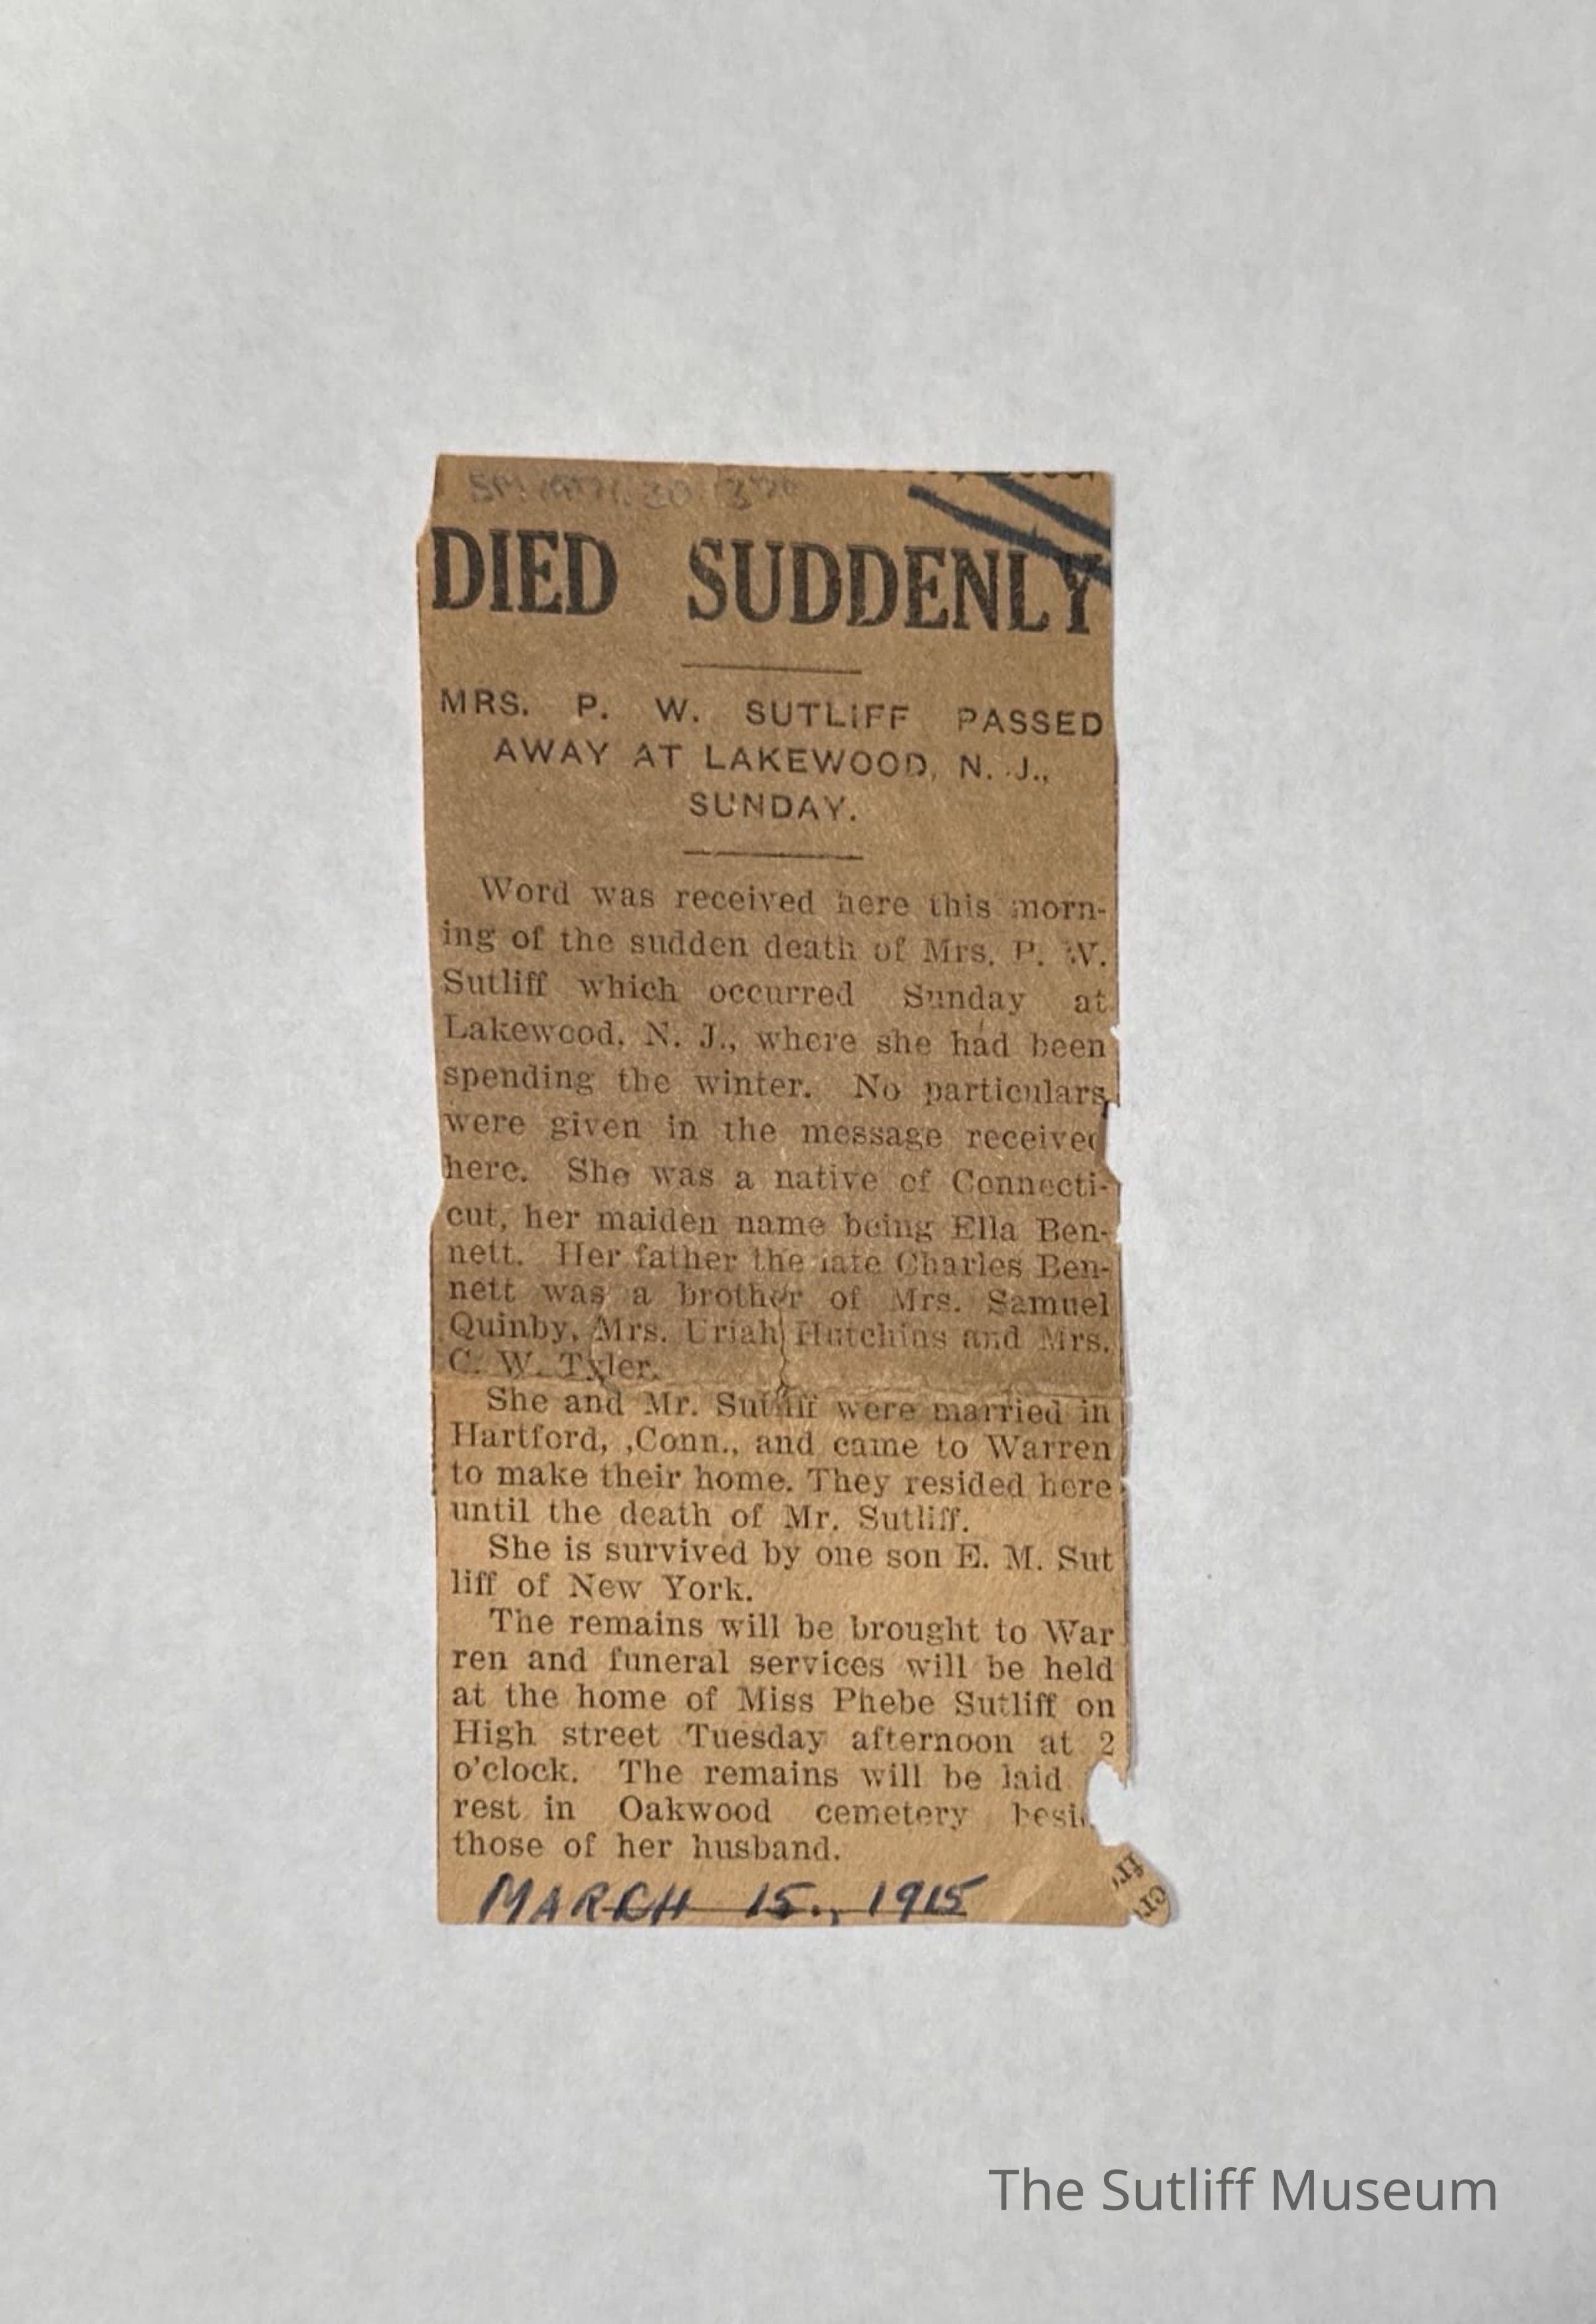 DIED SUDDENLY
MRS. P. W. SUTLIFF PASSED
AWAY AT LAKEWOOD, N. J.,
SUNDAY.
Word was received here this morn-
ing of the sudden death of Mrs. P. W.
Sutliff which occurred Sunday at
Lakewood, N. J., where she had been
spending the winter. No particulars
were given in the message received
here. She was a native of Connecti-
cut, her maiden name being Ella Ben-
nett. Her father the late Charles Ben-
nett was a brother of Mrs. Samuel
Quinby, Mrs. Uriah Hutchins and Mrs.
C. W. Tyler.
She and Mr. Sutliff were married in
Hartford, ,Conn., and came to Warren
to make their home. They resided here
until the death of Mr. Sutliff.
She is survived by one son E. M. Sut
liff of New York.
The remains will be brought to War
ren and funeral services will be held
at the home of Miss Phebe Sutliff on
High street Tuesday afternoon at 2
o'clock. The remains will be laid
rest in Oakwood cemetery
those of her husband.
MARCH 15., 1915
The Sutliff Museum